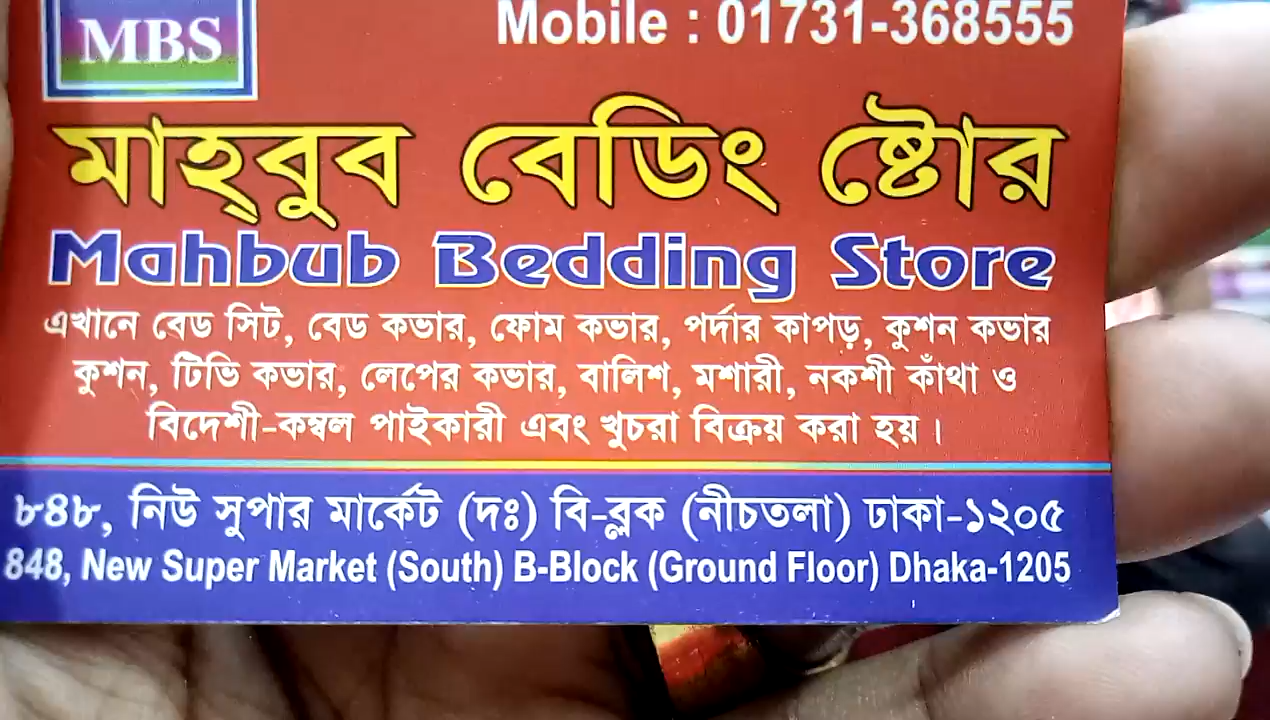 MBS
Mobile : 01731-368555
মাহ্বুব বেডিং ষ্টোর
Mahbub Bedding Store
এখানে বেড সিট, বেড কভার, ফোম কভার, পর্দার কাপড়, কুশন কভার
কুশন, টিভি কভার, লেপের কভার, বালিশ, মশারী, নকশী কাঁথা ও
বিদেশী-কম্বল পাইকারী এবং খুচরা বিক্রয় করা হয়।
৮৪৮, নিউ সুপার মার্কেট (দঃ) বি-ব্লক (নীচতলা) ঢাকা-১২০৫
848, New Super Market (South) B-Block (Ground Floor) Dhaka-1205